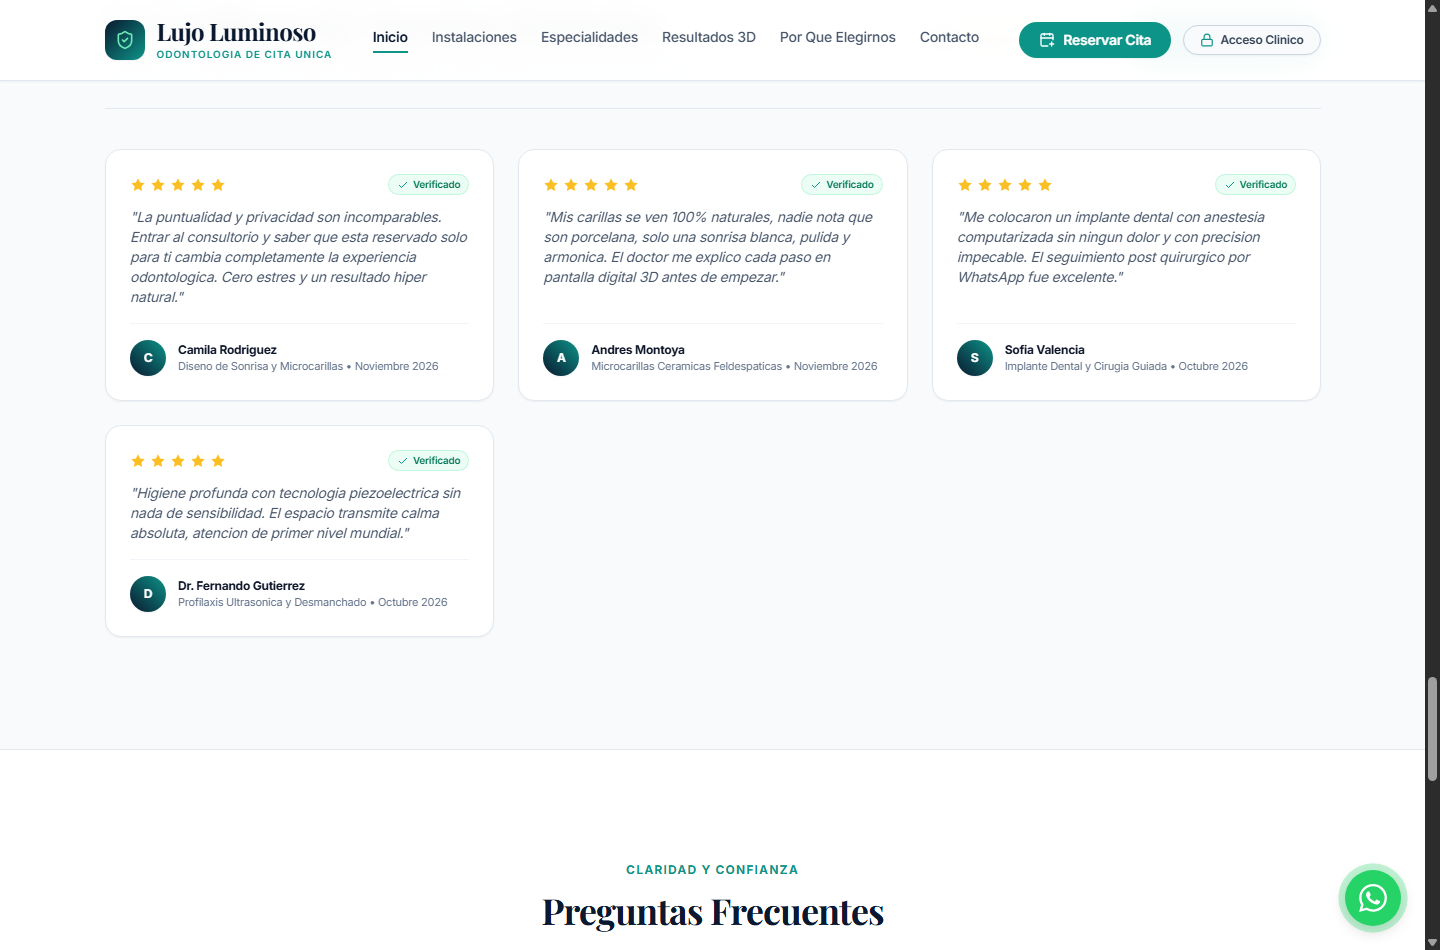 Lujo Luminoso
ODONTOLOGIA DE CITA UNICA
Inicio
Instalaciones
Especialidades
Resultados 3D
Por Que Elegirnos
Contacto
Reservar Cita
Acceso Clinico
Verificado
"La puntualidad y privacidad son incomparables.
Entrar al consultorio y saber que esta reservado solo
para ti cambia completamente la experiencia
odontologica. Cero estres y un resultado hiper
natural."
C
Camila Rodriguez
Diseno de Sonrisa y Microcarillas • Noviembre 2026
Verificado
"Mis carillas se ven 100% naturales, nadie nota que
son porcelana, solo una sonrisa blanca, pulida y
armonica. El doctor me explico cada paso en
pantalla digital 3D antes de empezar."
A
Andres Montoya
Microcarillas Ceramicas Feldespaticas • Noviembre 2026
Verificado
"Me colocaron un implante dental con anestesia
computarizada sin ningun dolor y con precision
impecable. El seguimiento post quirurgico por
WhatsApp fue excelente."
S
Sofia Valencia
Implante Dental y Cirugia Guiada • Octubre 2026
Verificado
"Higiene profunda con tecnologia piezoelectrica sin
nada de sensibilidad. El espacio transmite calma
absoluta, atencion de primer nivel mundial."
D
Dr. Fernando Gutierrez
Profilaxis Ultrasonica y Desmanchado • Octubre 2026
CLARIDAD Y CONFIANZA
Preguntas Frecuentes